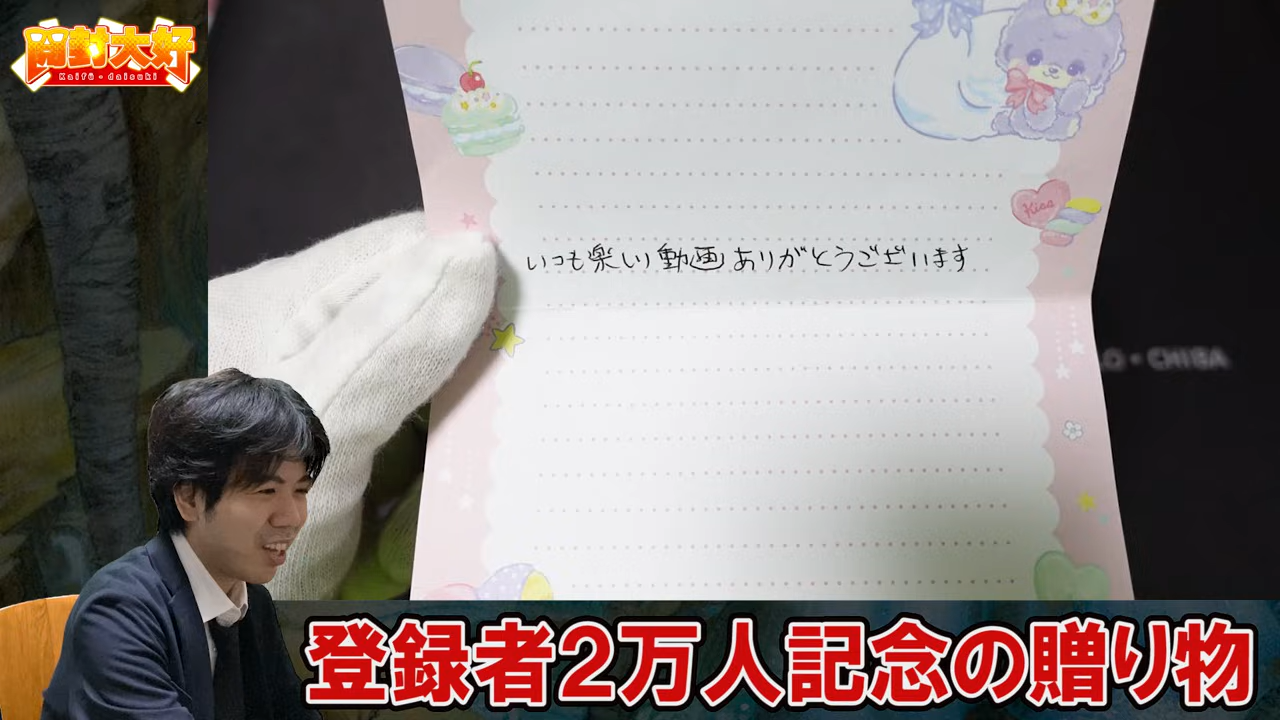 開封大好
Kaifū・daisuki
Kiss
いつも楽しい動画ありがとうございます
・CHIBA
登録者2万人記念の贈り物